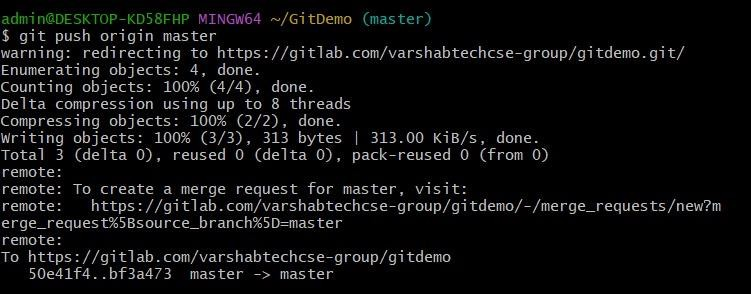 admin@DESKTOP-KD58FHP MINGW64 ~/GitDemo (master)
$ git push origin master
warning: redirecting to https://gitlab.com/varshabtechcse-group/gitdemo.git/
Enumerating objects: 4, done.
Counting objects: 100% (4/4), done.
Delta compression using up to 8 threads
Compressing objects: 100% (2/2), done.
Writing objects: 100% (3/3), 313 bytes | 313.00 KiB/s, done.
Total 3 (delta 0), reused 0 (delta 0), pack-reused 0 (from 0)
remote:
remote: To create a merge request for master, visit:
remote:   https://gitlab.com/varshabtechcse-group/gitdemo/-/merge_requests/new?m
erge_request%5Bsource_branch%5D=master
remote:
To https://gitlab.com/varshabtechcse-group/gitdemo
   50e41f4..bf3a473  master -> master